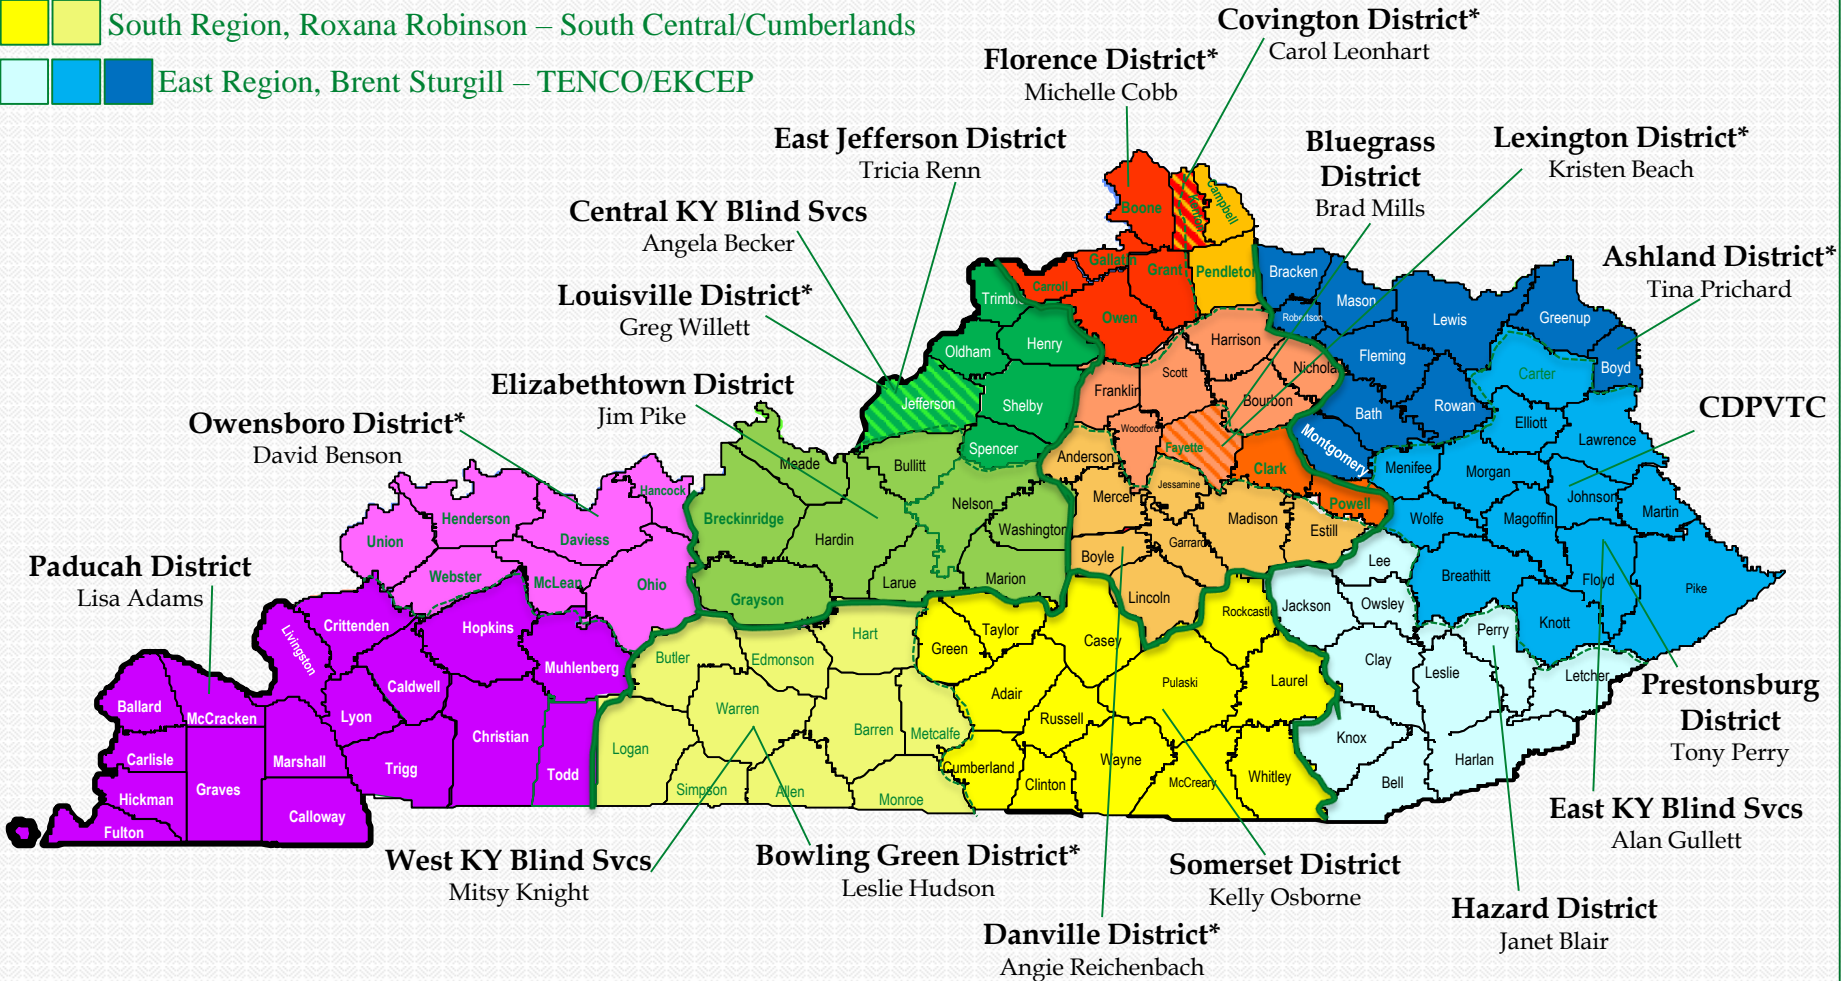 South Region, Roxana Robinson – South Central/Cumberlands
East Region, Brent Sturgill – TENCO/EKCEP
Covington District*
Carol Leonhart
Florence District*
Michelle Cobb
East Jefferson District
Tricia Renn
Bluegrass
District
Brad Mills
Lexington District*
Kristen Beach
Central KY Blind Svcs
Angela Becker
Ashland District*
Tina Prichard
Louisville District*
Greg Willett
Elizabethtown District
Jim Pike
Owensboro District*
David Benson
CDPVTC
Paducah District
Lisa Adams
Prestonsburg
District
Tony Perry
East KY Blind Svcs
Alan Gullett
West KY Blind Svcs
Mitsy Knight
Bowling Green District*
Leslie Hudson
Somerset District
Kelly Osborne
Hazard District
Janet Blair
Danville District*
Angie Reichenbach
Boone
Campbell
Gallatin
Grant
Pendleton
Carroll
Owen
Bracken
Mason
Robertson
Lewis
Greenup
Boyd
Fleming
Carter
Rowan
Bath
Montgomery
Trimble
Henry
Oldham
Jefferson
Shelby
Spencer
Harrison
Nichola
Scott
Franklin
Bourbon
Woodford
Fayette
Clark
Powell
Anderson
Mercer
Jessamine
Madison
Estill
Garrard
Boyle
Lincoln
Elliott
Lawrence
Menifee
Morgan
Johnson
Martin
Wolfe
Magoffin
Breathitt
Floyd
Pike
Knott
Lee
Owsley
Jackson
Perry
Clay
Leslie
Letcher
Knox
Harlan
Bell
Meade
Bullitt
Breckinridge
Hardin
Nelson
Washington
Larue
Marion
Grayson
Hancock
Henderson
Daviess
Union
Webster
McLean
Ohio
Crittenden
Livingston
Hopkins
Muhlenberg
Caldwell
Lyon
Christian
Todd
Trigg
Ballard
McCracken
Carlisle
Marshall
Graves
Hickman
Calloway
Fulton
Butler
Edmonson
Hart
Warren
Barren
Metcalfe
Logan
Simpson
Allen
Monroe
Green
Taylor
Casey
Rockcastle
Adair
Russell
Pulaski
Laurel
Cumberland
Clinton
Wayne
McCreary
Whitley